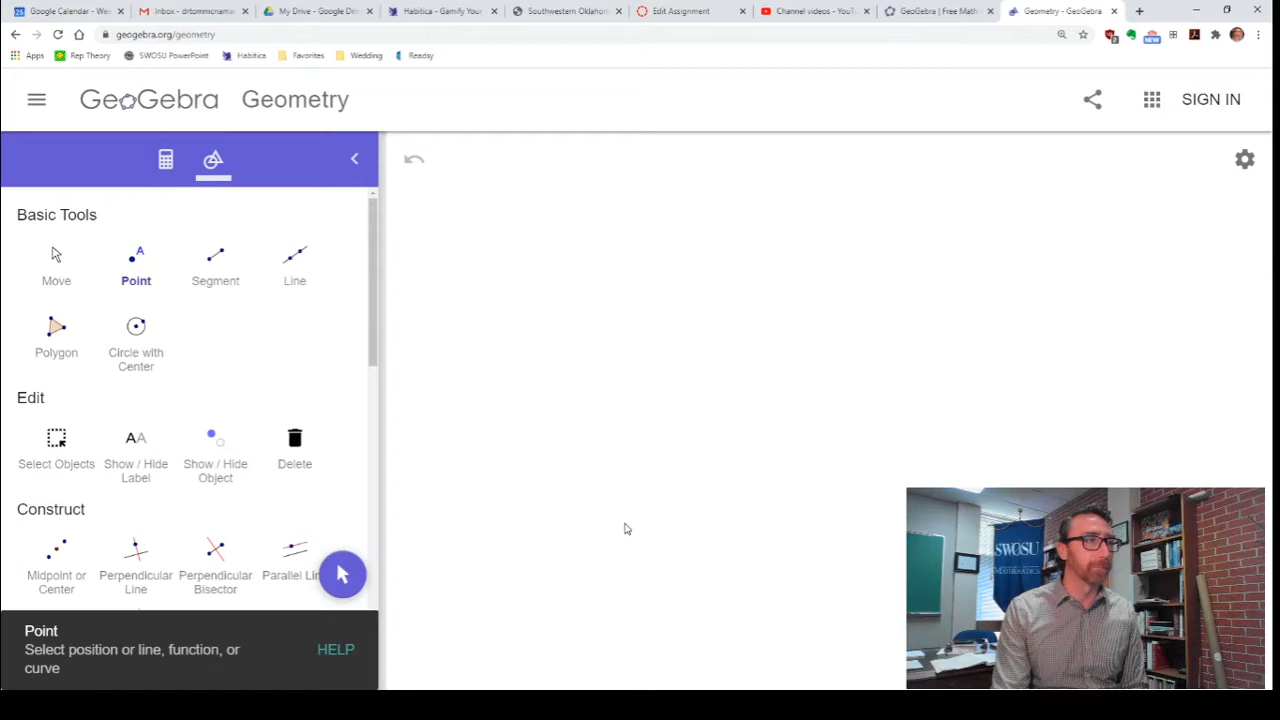 Google Calendar - We
Inbox - drtommcnama
My Drive - Google Dri
Habitica - Gamify Your
Southwestern Oklahom
Edit Assignment
Channel videos - YouT
GeoGebra | Free Math
Geometry - GeoGebra
geogebra.org/geometry
Apps
Rep Theory
SWOSU PowerPoint
Habitica
Favorites
Wedding
Readsy
GeoGebra Geometry
SIGN IN
Basic Tools
Move
Point
Segment
Line
Polygon
Circle with
Center
Edit
Select Objects
Show / Hide
Label
Show / Hide
Object
Delete
Construct
Midpoint or
Center
Perpendicular
Line
Perpendicular
Bisector
Parallel Lin
Point
Select position or line, function, or
curve
HELP
SWOSU
MATHEMATICS